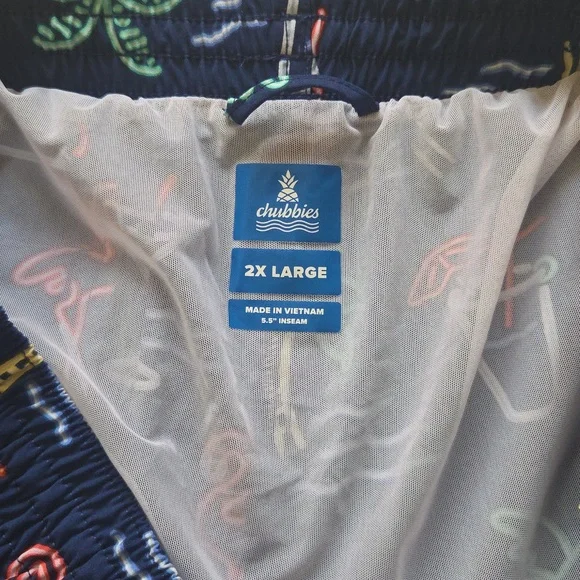 chubbies
2X LARGE
MADE IN VIETNAM
5.5" INSEAM